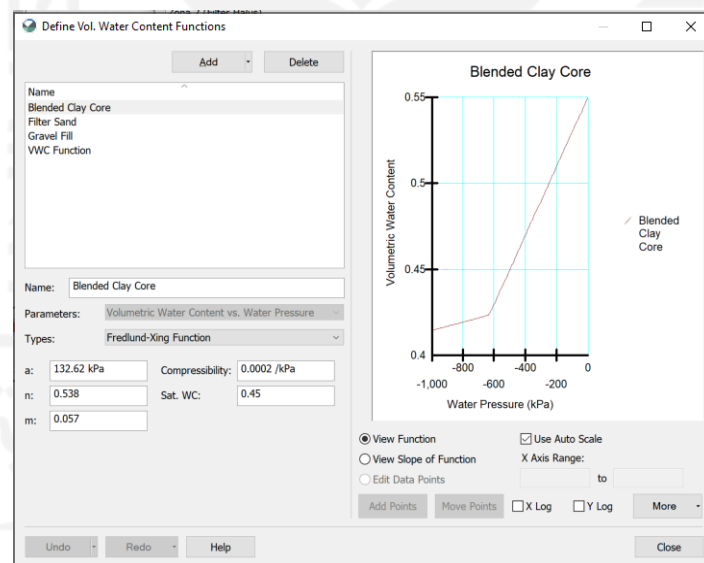 Define Vol. Water Content Functions
Add
Delete
Name
Blended Clay Core
Filter Sand
Gravel Fill
VWC Function
Name: Blended Clay Core
Parameters: Volumetric Water Content vs. Water Pressure
Types: Fredlund-Xing Function
a: 132.62 kPa Compressibility: 0.0002 /kPa
n: 0.538 Sat. WC: 0.45
m: 0.057
Blended Clay Core
0.55
0.5
0.45
0.4
Volumetric Water Content
-800 -400 0
-1,000 -600 -200
Water Pressure (kPa)
Blended
Clay
Core
View Function Use Auto Scale
View Slope of Function X Axis Range:
Edit Data Points to
Add Points Move Points X Log Y Log More
Undo Redo Help Close